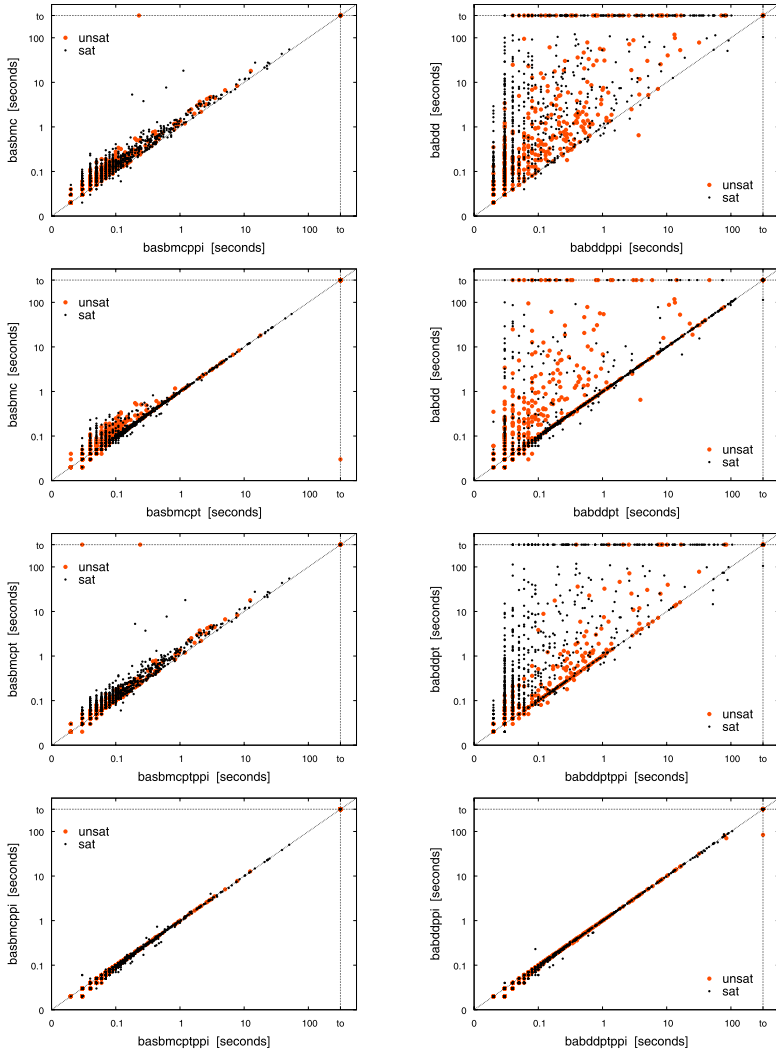 to
100
10
1
0.1
0
basbmc [seconds]
unsat
sat
0 0.1 1 10 100 to
basbmcppi [seconds]
to
100
10
1
0.1
0
babdd [seconds]
unsat
sat
0 0.1 1 10 100 to
babddppi [seconds]
to
100
10
1
0.1
0
basbmc [seconds]
unsat
sat
0 0.1 1 10 100 to
basbmcpt [seconds]
to
100
10
1
0.1
0
babdd [seconds]
unsat
sat
0 0.1 1 10 100 to
babddpt [seconds]
to
100
10
1
0.1
0
basbmcpt [seconds]
unsat
sat
0 0.1 1 10 100 to
basbmcptppi [seconds]
to
100
10
1
0.1
0
babddpt [seconds]
unsat
sat
0 0.1 1 10 100 to
babddptppi [seconds]
to
100
10
1
0.1
0
basbmcppi [seconds]
unsat
sat
0 0.1 1 10 100 to
basbmcptppi [seconds]
to
100
10
1
0.1
0
babddppi [seconds]
unsat
sat
0 0.1 1 10 100 to
babddptppi [seconds]